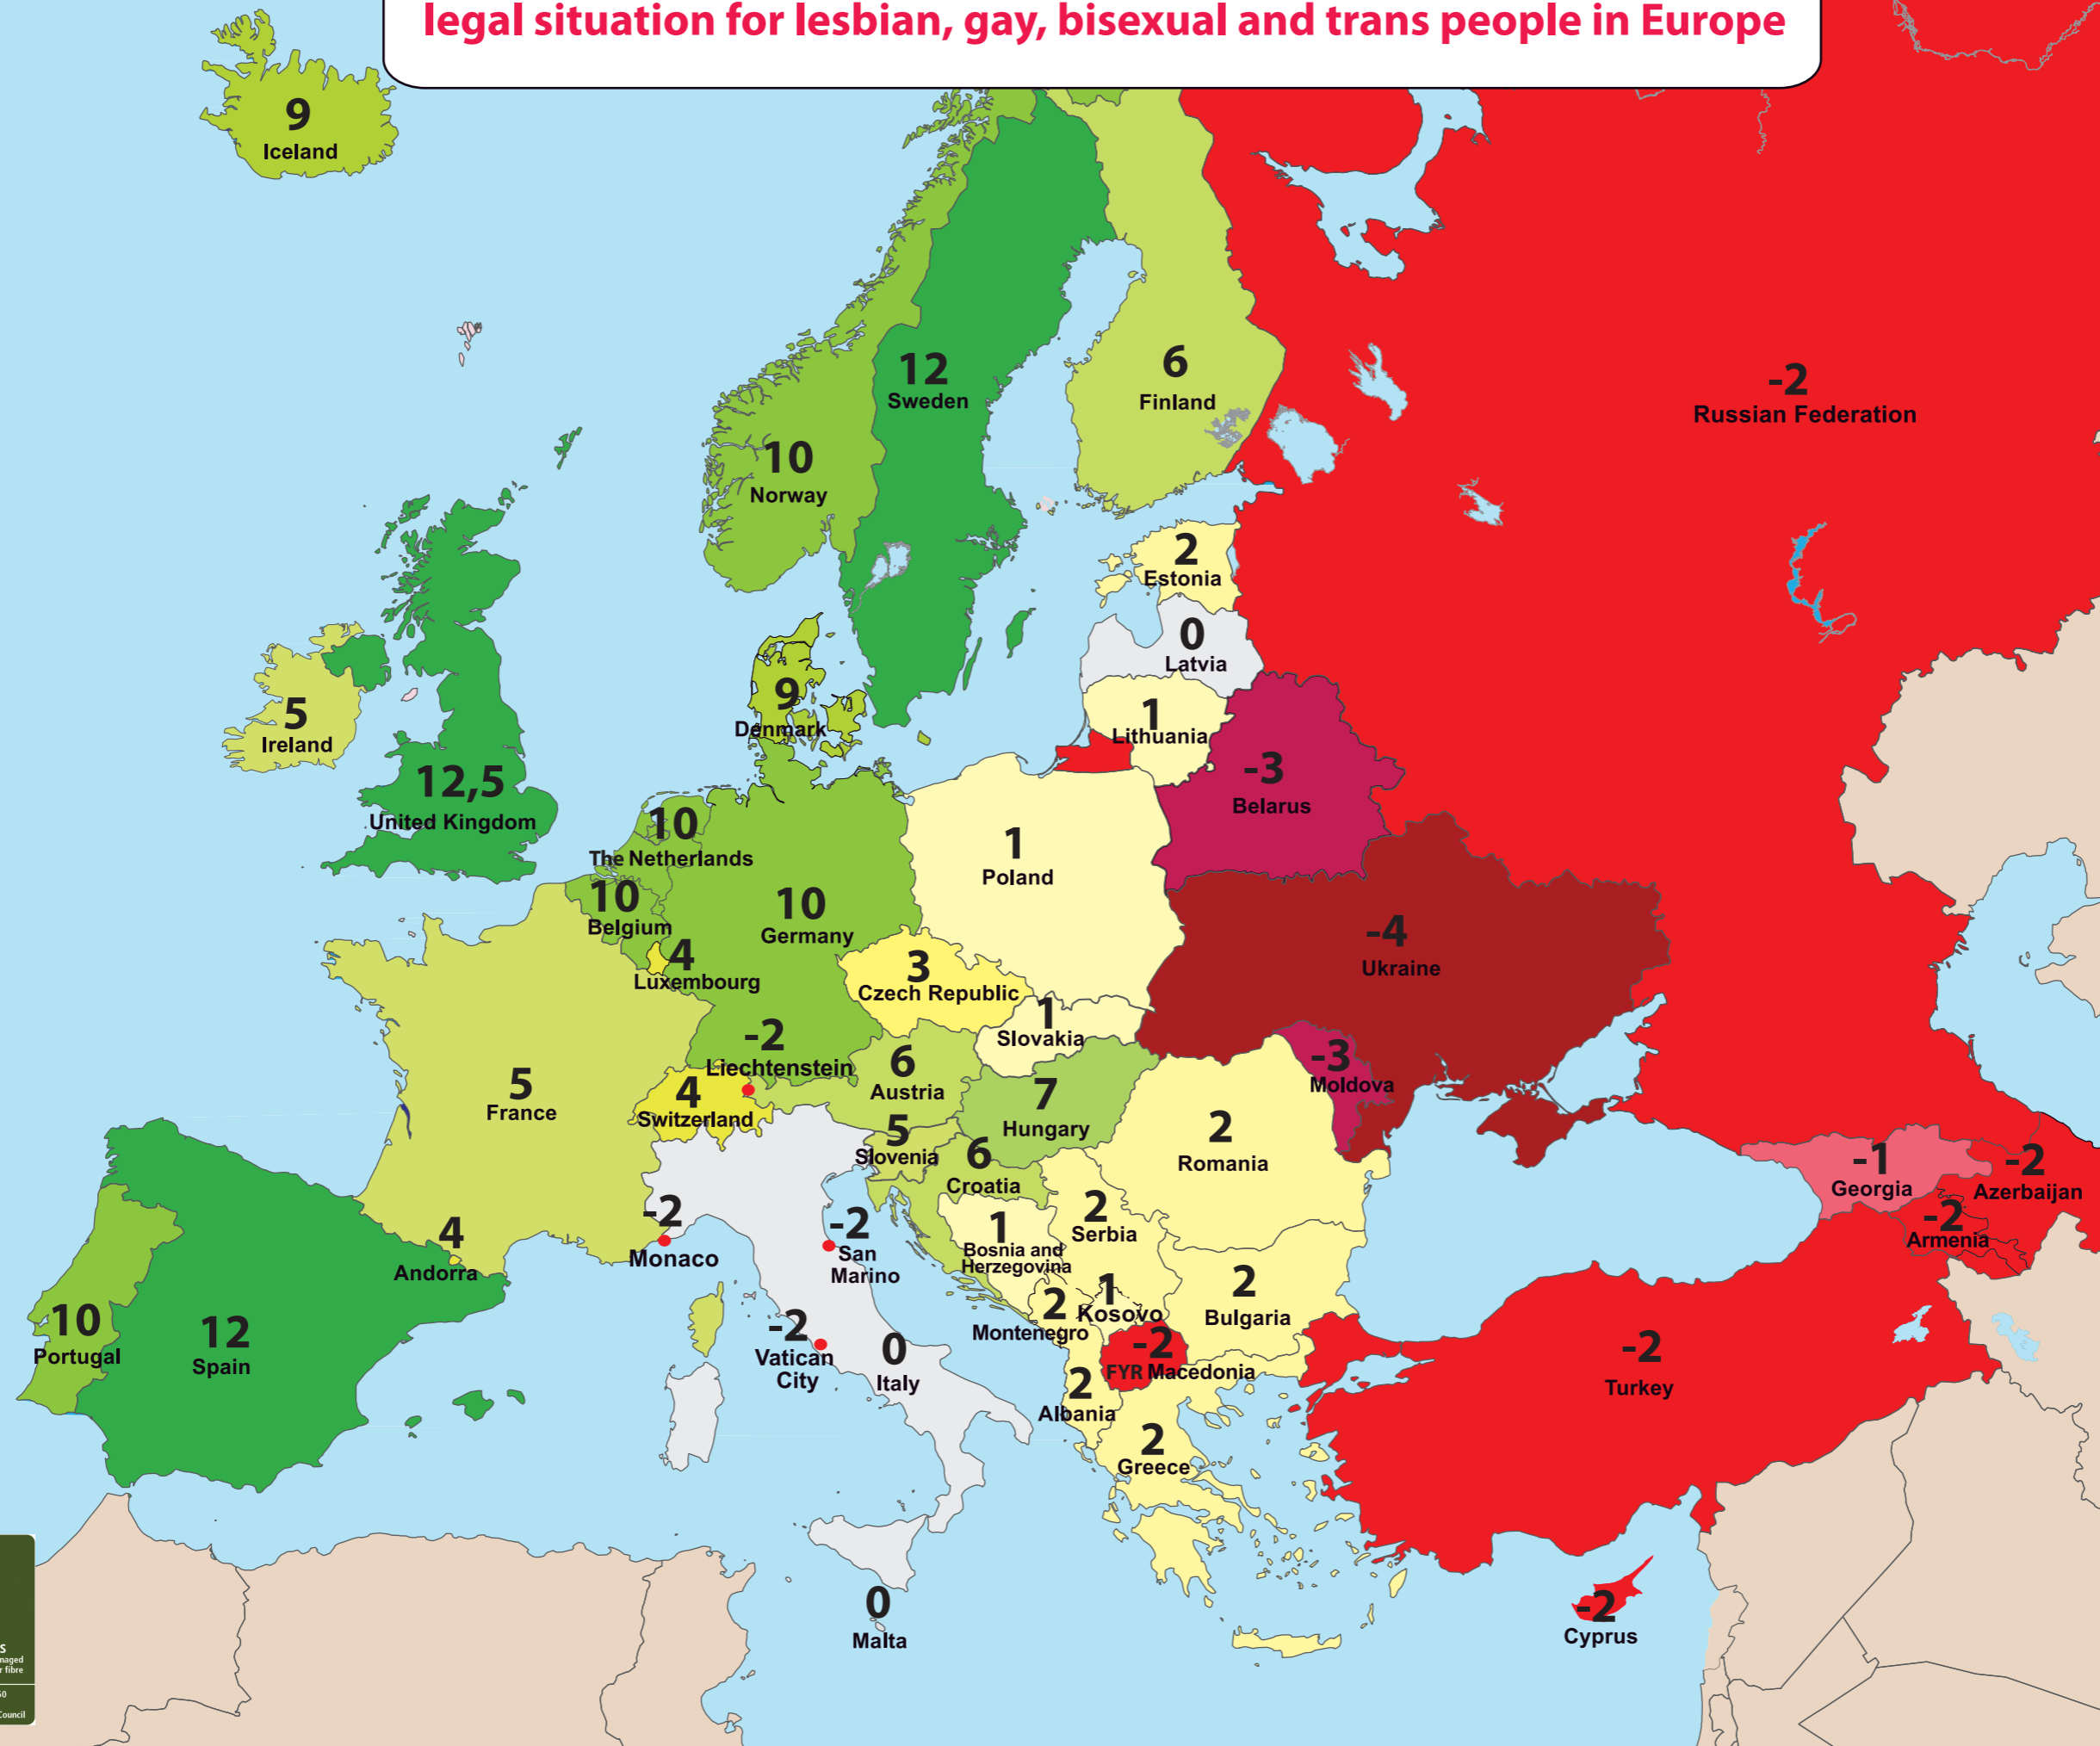 legal situation for lesbian, gay, bisexual and trans people in Europe
9
Iceland
12
Sweden
6
Finland
-2
Russian Federation
10
Norway
2
Estonia
0
Latvia
5
Ireland
9
Denmark
1
Lithuania
12,5
United Kingdom
-3
Belarus
10
The Netherlands
1
Poland
10
Belgium
10
Germany
-4
Ukraine
4
Luxembourg
3
Czech Republic
1
Slovakia
-2
Liechtenstein
6
Austria
-3
Moldova
5
France
4
Switzerland
7
Hungary
2
Romania
5
Slovenia
6
Croatia
-1
Georgia
-2
Azerbaijan
-2
Armenia
-2
Monaco
-2
San
Marino
1
Bosnia and
Herzegovina
2
Serbia
4
Andorra
2
Montenegro
1
Kosovo
2
Bulgaria
10
Portugal
12
Spain
-2
Vatican
City
0
Italy
-2
FYR Macedonia
-2
Turkey
2
Albania
2
Greece
0
Malta
-2
Cyprus
Council